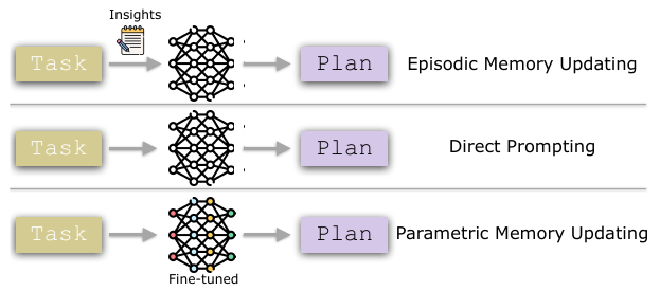 Insights
Task
Plan
Episodic Memory Updating
Task
Plan
Direct Prompting
Task
Plan
Parametric Memory Updating
Fine-tuned